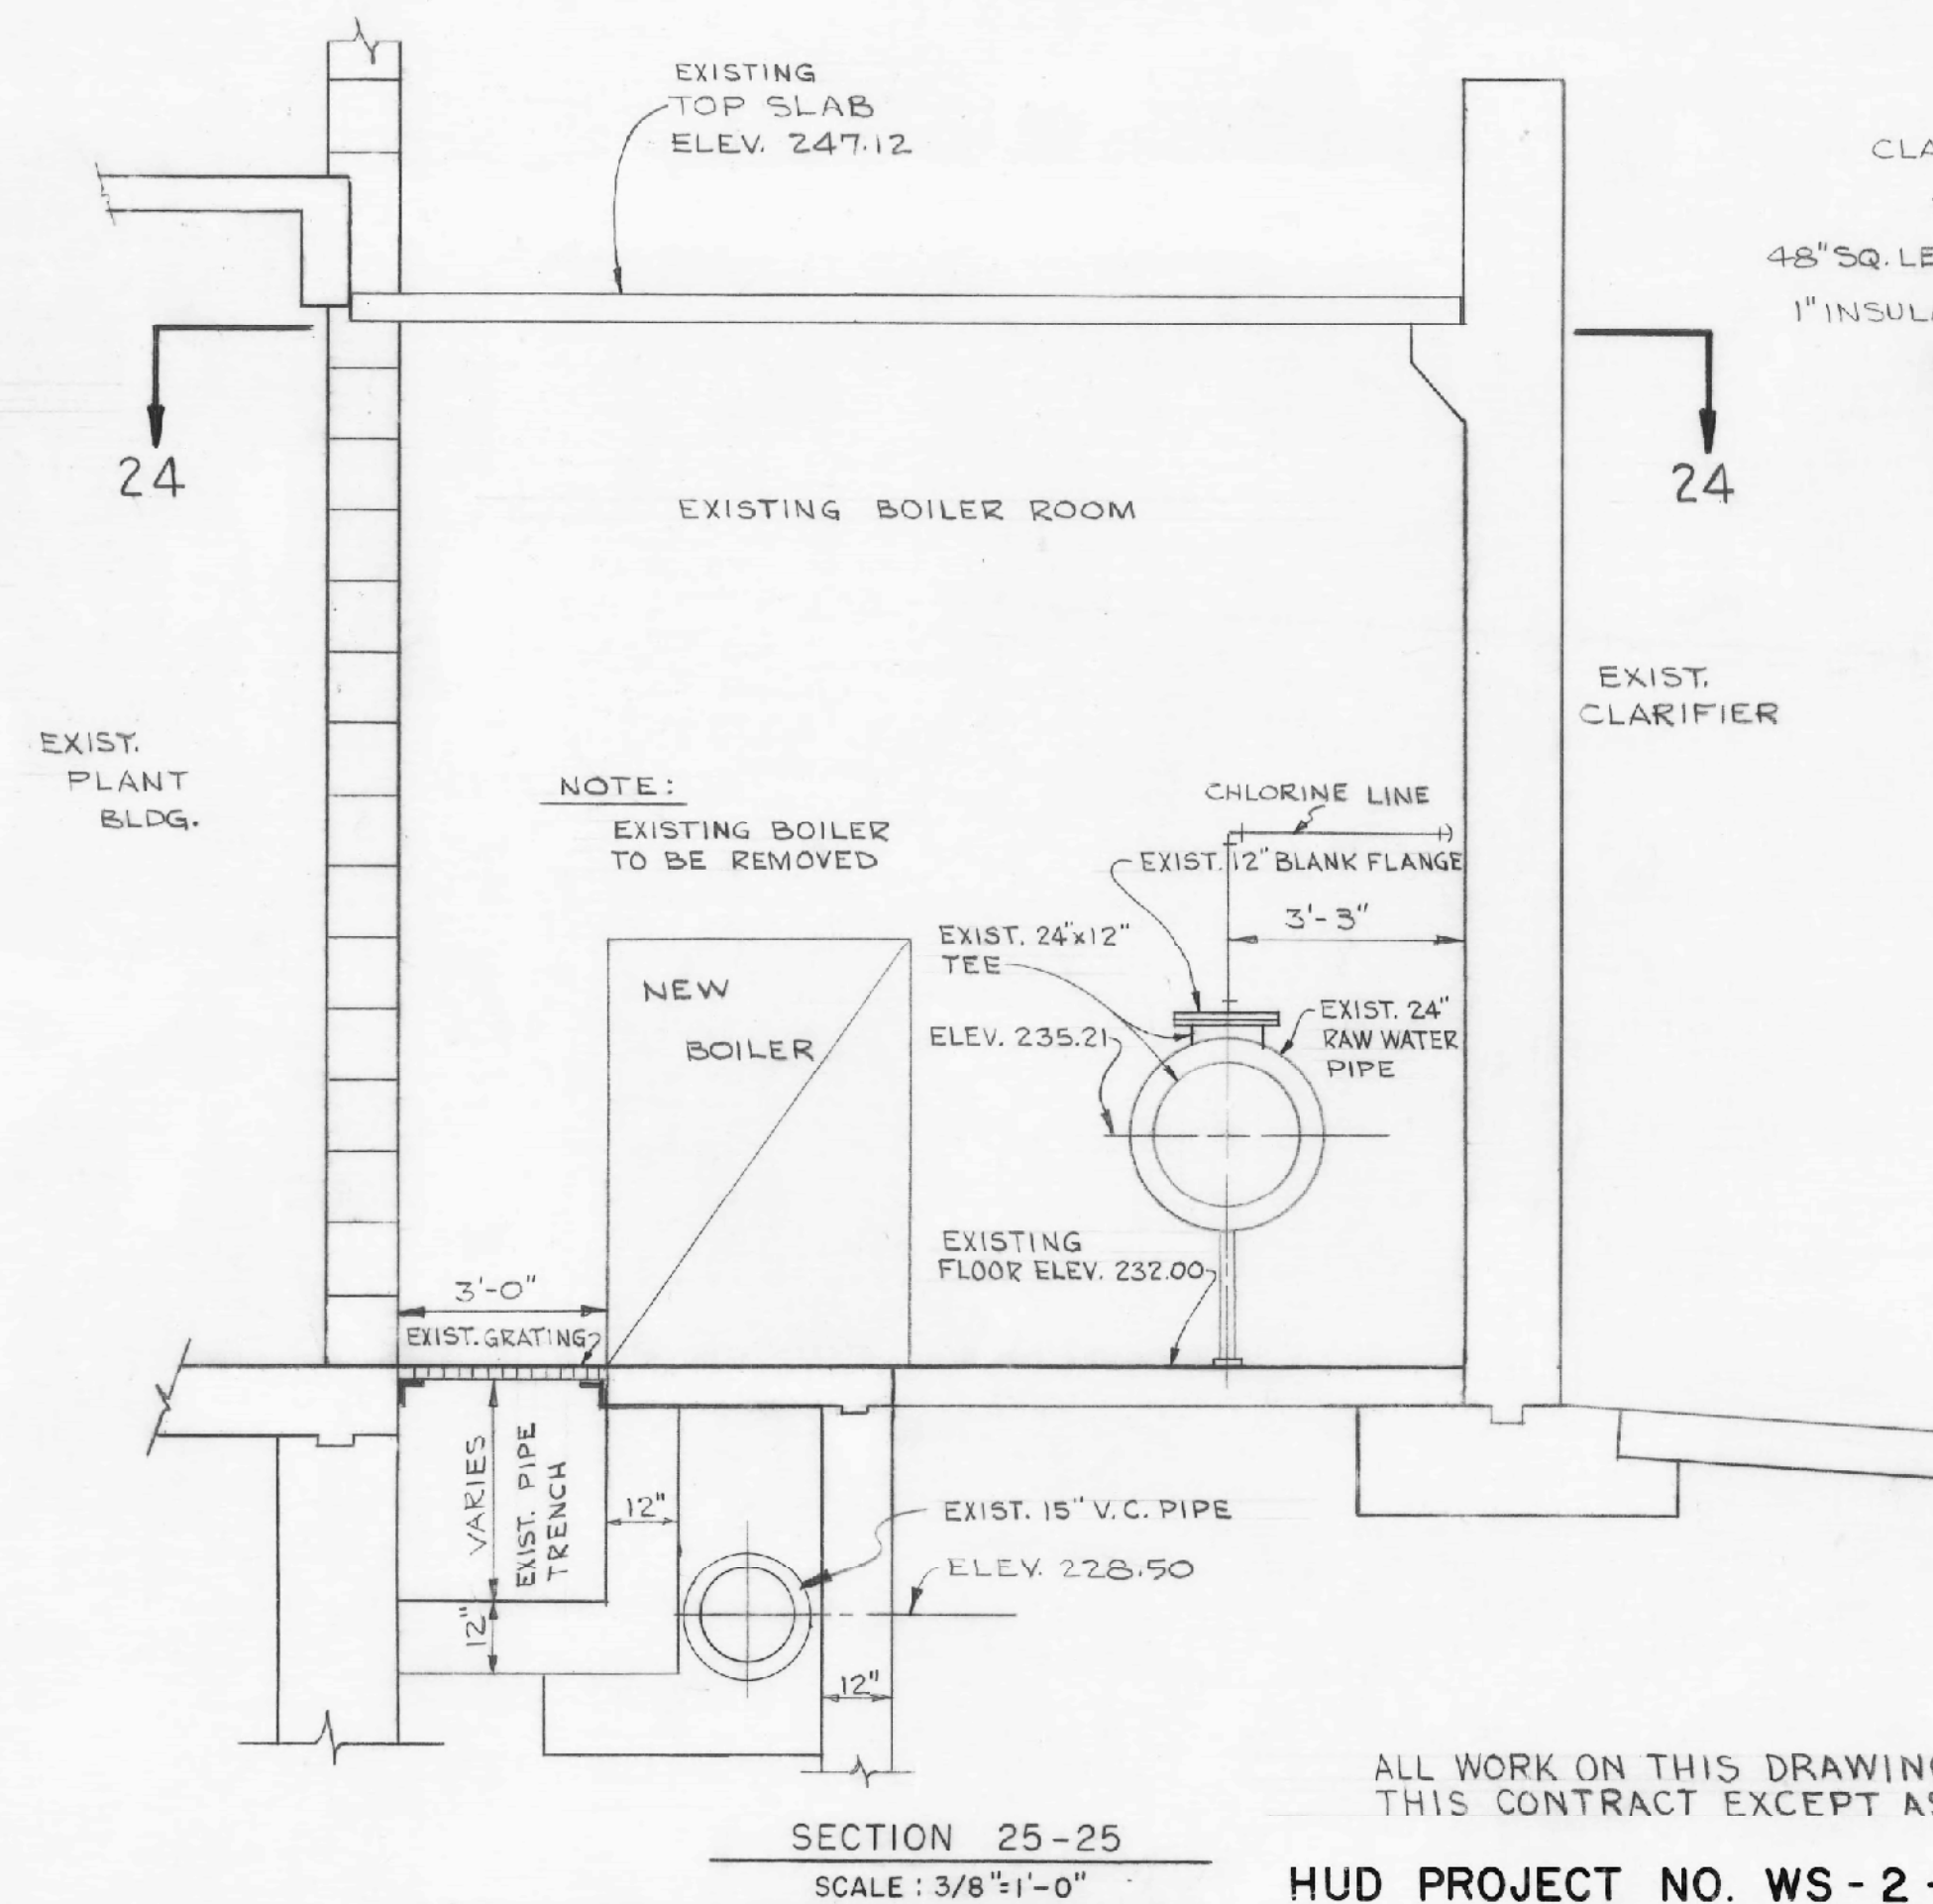 EXISTING
TOP SLAB
ELEV. 247.12
CLA
48" SQ. LE
1" INSUL
24
24
EXISTING BOILER ROOM
EXIST.
CLARIFIER
EXIST.
PLANT
BLDG.
NOTE:
EXISTING BOILER
TO BE REMOVED
CHLORINE LINE
EXIST. 12" BLANK FLANGE
3'-3"
EXIST. 24"x12"
TEE
NEW
BOILER
ELEV. 235.21
EXIST. 24"
RAW WATER
PIPE
EXISTING
FLOOR ELEV. 232.00
3'-0"
EXIST. GRATING
VARIES
EXIST. PIPE
TRENCH
12"
EXIST. 15" V.C. PIPE
ELEV. 228.50
12"
12"
ALL WORK ON THIS DRAWING
THIS CONTRACT EXCEPT AS
SECTION 25-25
SCALE : 3/8"=1'-0"
HUD PROJECT NO. WS-2-